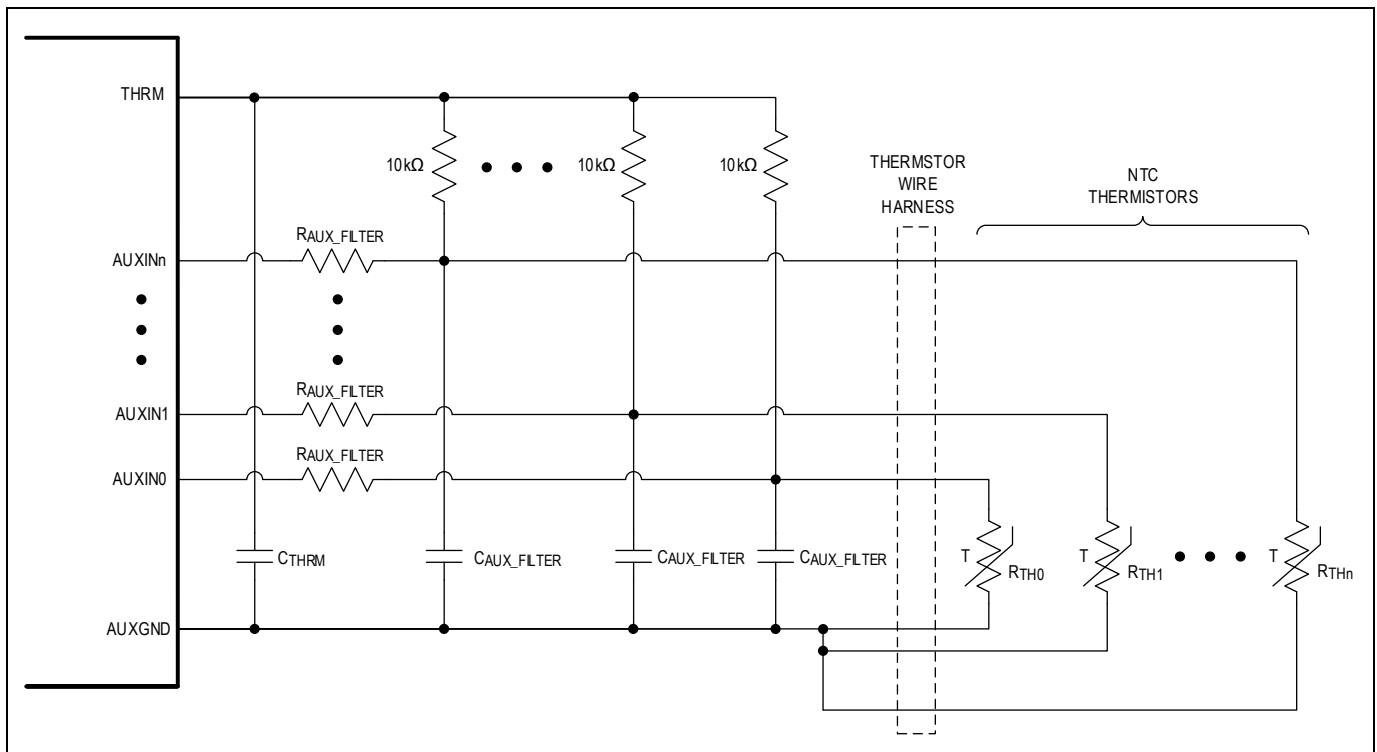 THRM
10kΩ
10kΩ
10kΩ
THERMSTOR
WIRE
HARNESS
NTC
THERMISTORS
AUXINn
RAUX_FILTER
AUXIN1
RAUX_FILTER
AUXIN0
RAUX_FILTER
CTHRM
CAUX_FILTER
CAUX_FILTER
CAUX_FILTER
T
RTH0
T
RTH1
T
RTHn
AUXGND